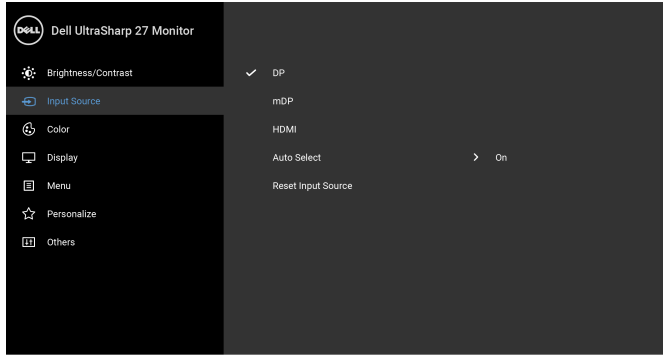 DELL Dell UltraSharp 27 Monitor
Brightness/Contrast
DP
Input Source
mDP
Color
HDMI
Display
Auto Select
On
Menu
Reset Input Source
Personalize
Others